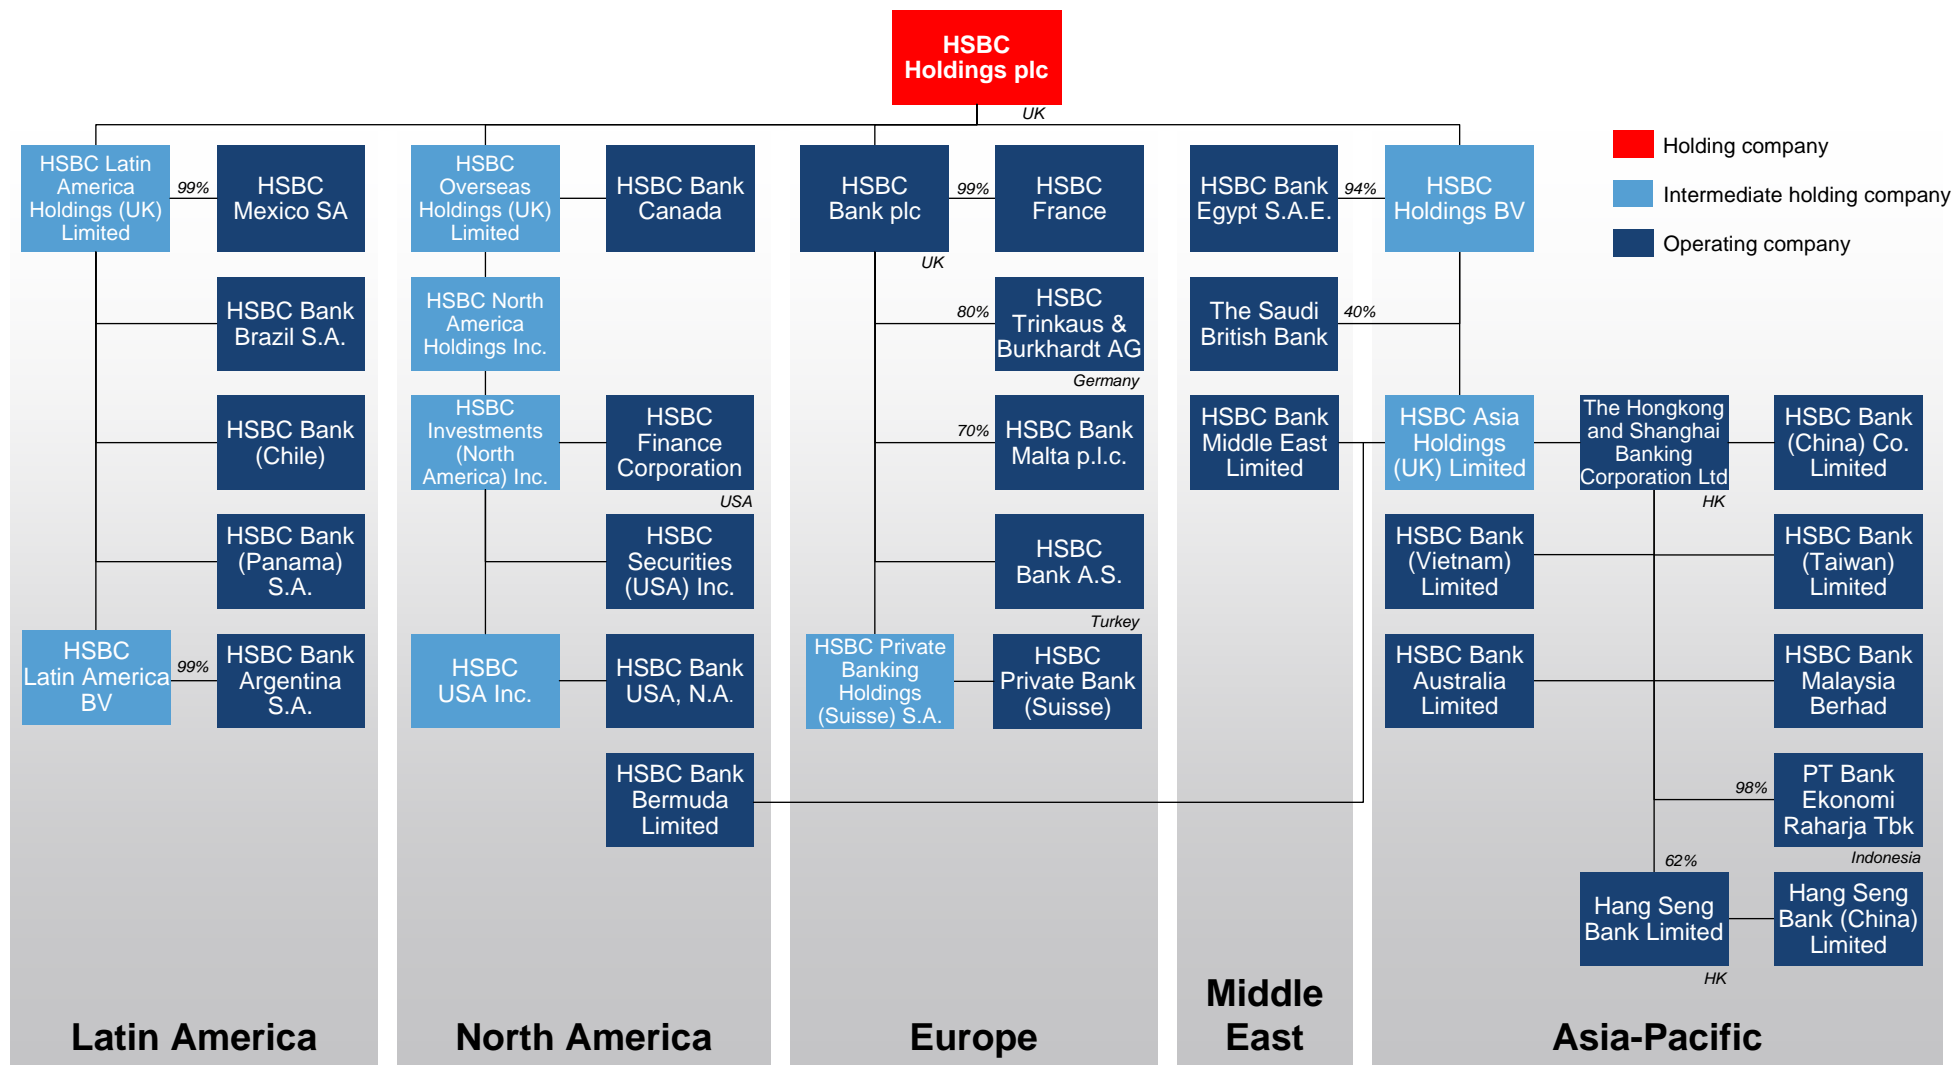 HSBC
Holdings plc
UK
Holding company
Intermediate holding company
Operating company
HSBC Latin
America
Holdings (UK)
Limited
99%
HSBC
Mexico SA
HSBC Bank
Brazil S.A.
HSBC Bank
(Chile)
HSBC Bank
(Panama)
S.A.
HSBC
Latin America
BV
99%
HSBC Bank
Argentina
S.A.
Latin America
HSBC
Overseas
Holdings (UK)
Limited
HSBC Bank
Canada
HSBC North
America
Holdings Inc.
HSBC
Investments
(North
America) Inc.
HSBC
Finance
Corporation
USA
HSBC
Securities
(USA) Inc.
HSBC
USA Inc.
HSBC Bank
USA, N.A.
HSBC Bank
Bermuda
Limited
North America
HSBC
Bank plc
UK
99%
HSBC
France
80%
HSBC
Trinkaus &
Burkhardt AG
Germany
70%
HSBC Bank
Malta p.l.c.
HSBC
Bank A.S.
Turkey
HSBC Private
Banking
Holdings
(Suisse) S.A.
HSBC
Private Bank
(Suisse)
Europe
HSBC Bank
Egypt S.A.E.
94%
The Saudi
British Bank
40%
HSBC Bank
Middle East
Limited
Middle
East
HSBC
Holdings BV
HSBC Asia
Holdings
(UK) Limited
The Hongkong
and Shanghai
Banking
Corporation Ltd
HK
HSBC Bank
(China) Co.
Limited
HSBC Bank
(Vietnam)
Limited
HSBC Bank
(Taiwan)
Limited
HSBC Bank
Australia
Limited
HSBC Bank
Malaysia
Berhad
98%
PT Bank
Ekonomi
Raharja Tbk
Indonesia
62%
Hang Seng
Bank Limited
HK
Hang Seng
Bank (China)
Limited
Asia-Pacific